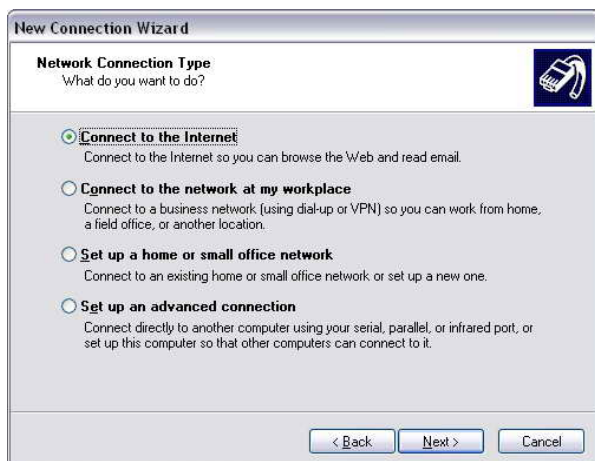 New Connection Wizard
Network Connection Type
What do you want to do?
Connect to the Internet
Connect to the Internet so you can browse the Web and read email.
Connect to the network at my workplace
Connect to a business network (using dial-up or VPN) so you can work from home,
a field office, or another location.
Set up a home or small office network
Connect to an existing home or small office network or set up a new one.
Set up an advanced connection
Connect directly to another computer using your serial, parallel, or infrared port, or
set up this computer so that other computers can connect to it.
< Back Next > Cancel